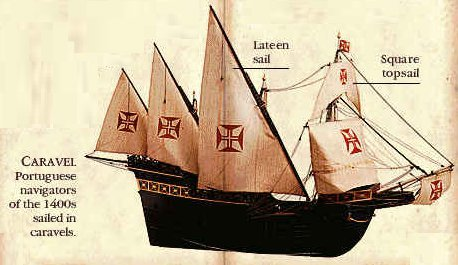 Lateen
sail
Square
topsail
CARAVEL
Portuguese
navigators
of the 1400s
sailed in
caravels.